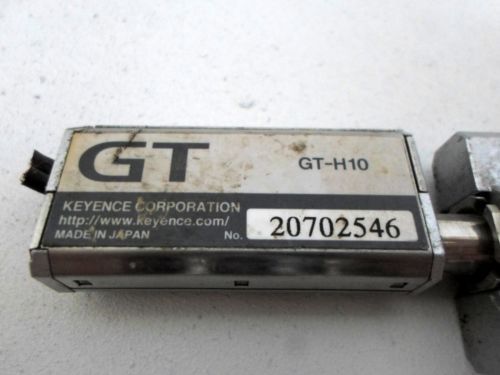 GT
GT-H10
KEYENCE CORPORATION
http://www.keyence.com/
MADE IN JAPAN No. 20702546